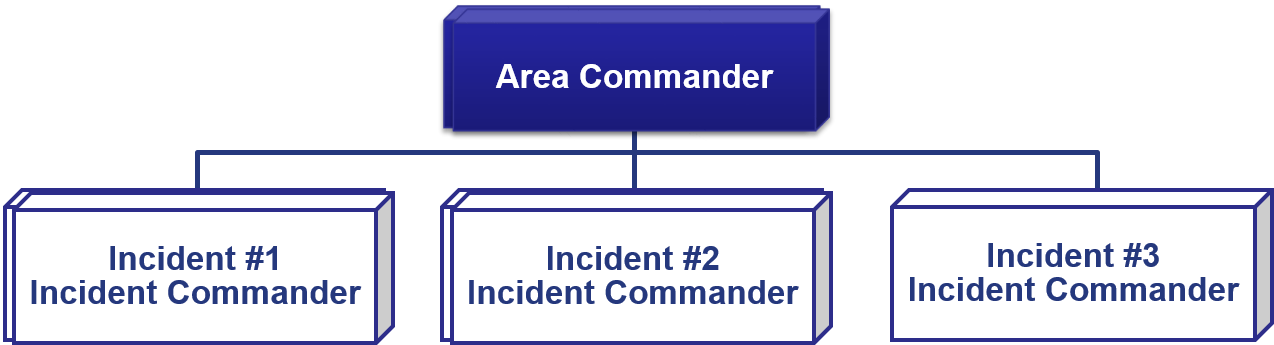 Area Commander
Incident #1
Incident Commander
Incident #2
Incident Commander
Incident #3
Incident Commander